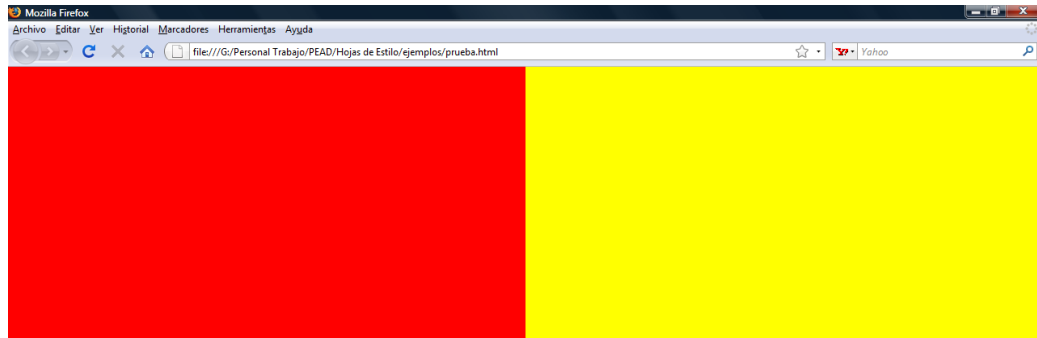 Mozilla Firefox
Archivo Editar Ver Historial Marcadores Herramientas Ayuda
file:///G:/Personal Trabajo/PEAD/Hojas de Estilo/ejemplos/prueba.html Yahoo